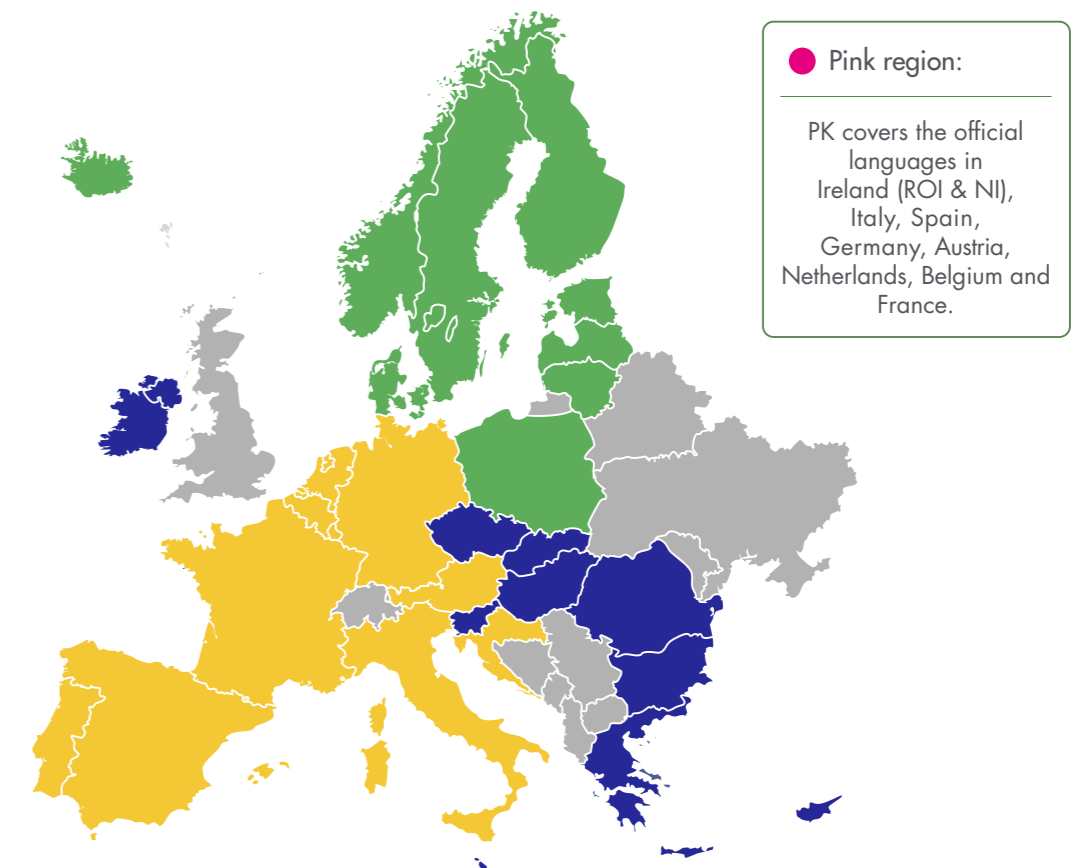 Pink region:
PK covers the official
languages in
Ireland (ROI & NI),
Italy, Spain,
Germany, Austria,
Netherlands, Belgium and
France.